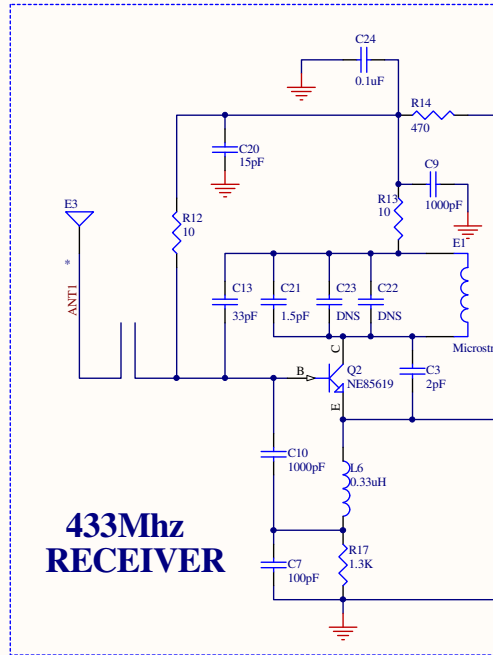 C24
0.1uF
R14
470
C20
15pF
C9
1000pF
E3
R13
10
R12
10
E1
*
ANT1
C13
33pF
C21
1.5pF
C23
DNS
C22
DNS
Microstr
C
B
Q2
NE85619
E
C3
2pF
C10
1000pF
L6
0.33uH
433Mhz
RECEIVER
C7
100pF
R17
1.3K